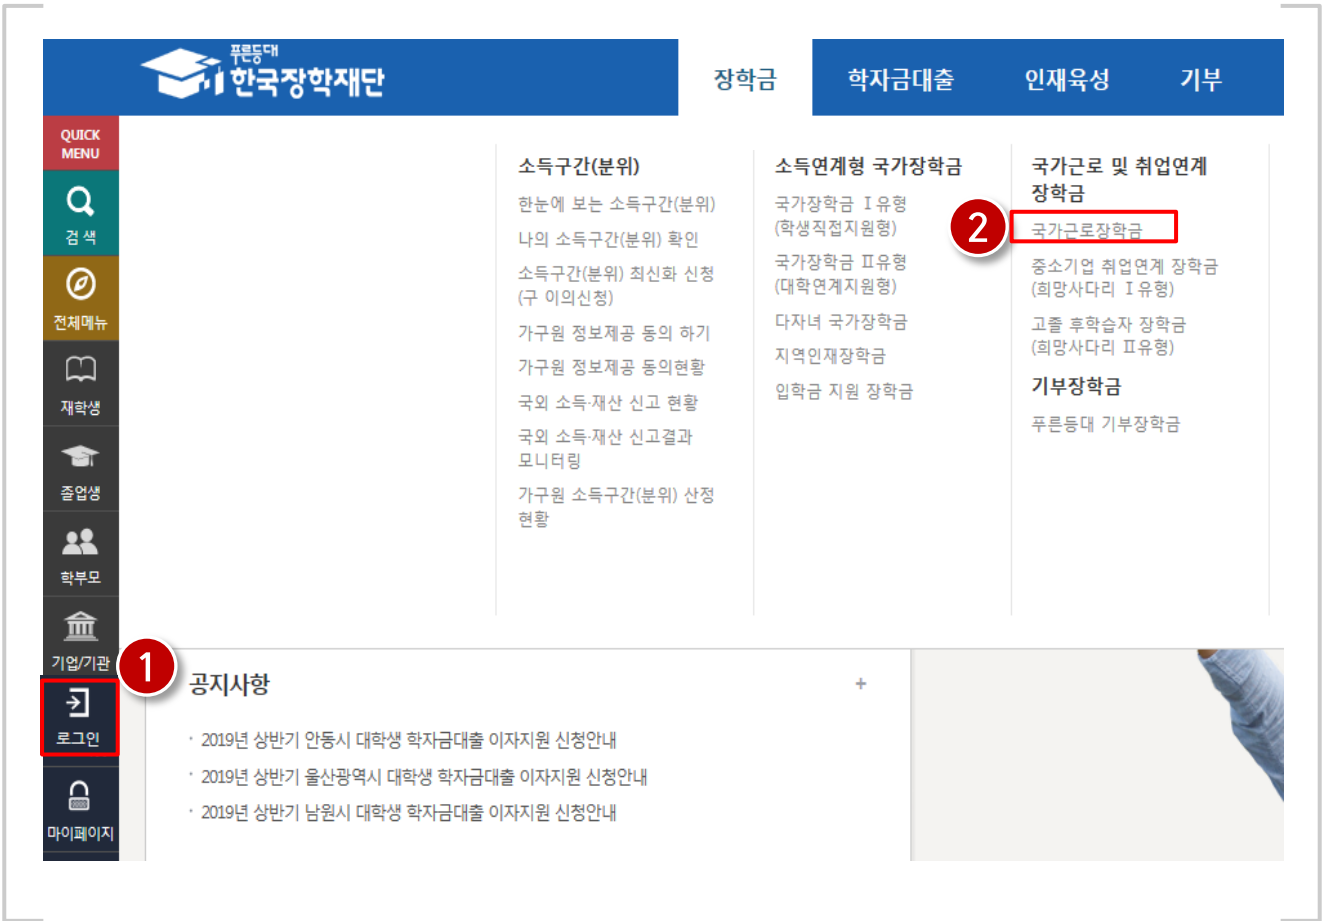 푸른등대
한국장학재단
장학금
학자금대출
인재육성
기부
QUICK
MENU
검색
전체메뉴
재학생
졸업생
학부모
기업/기관
1
로그인
마이페이지
소득구간(분위)
한눈에 보는 소득구간(분위)
나의 소득구간(분위) 확인
소득구간(분위) 최신화 신청
(구 이의신청)
가구원 정보제공 동의 하기
가구원 정보제공 동의현황
국외 소득·재산 신고 현황
국외 소득·재산 신고결과
모니터링
가구원 소득구간(분위) 산정
현황
소득연계형 국가장학금
국가장학금 Ⅰ유형
(학생직접지원형)
국가장학금 Ⅱ유형
(대학연계지원형)
다자녀 국가장학금
지역인재장학금
입학금 지원 장학금
국가근로 및 취업연계
장학금
2
국가근로장학금
중소기업 취업연계 장학금
(희망사다리 Ⅰ유형)
고졸 후학습자 장학금
(희망사다리 Ⅱ유형)
기부장학금
푸른등대 기부장학금
공지사항
+
· 2019년 상반기 안동시 대학생 학자금대출 이자지원 신청안내
· 2019년 상반기 울산광역시 대학생 학자금대출 이자지원 신청안내
· 2019년 상반기 남원시 대학생 학자금대출 이자지원 신청안내